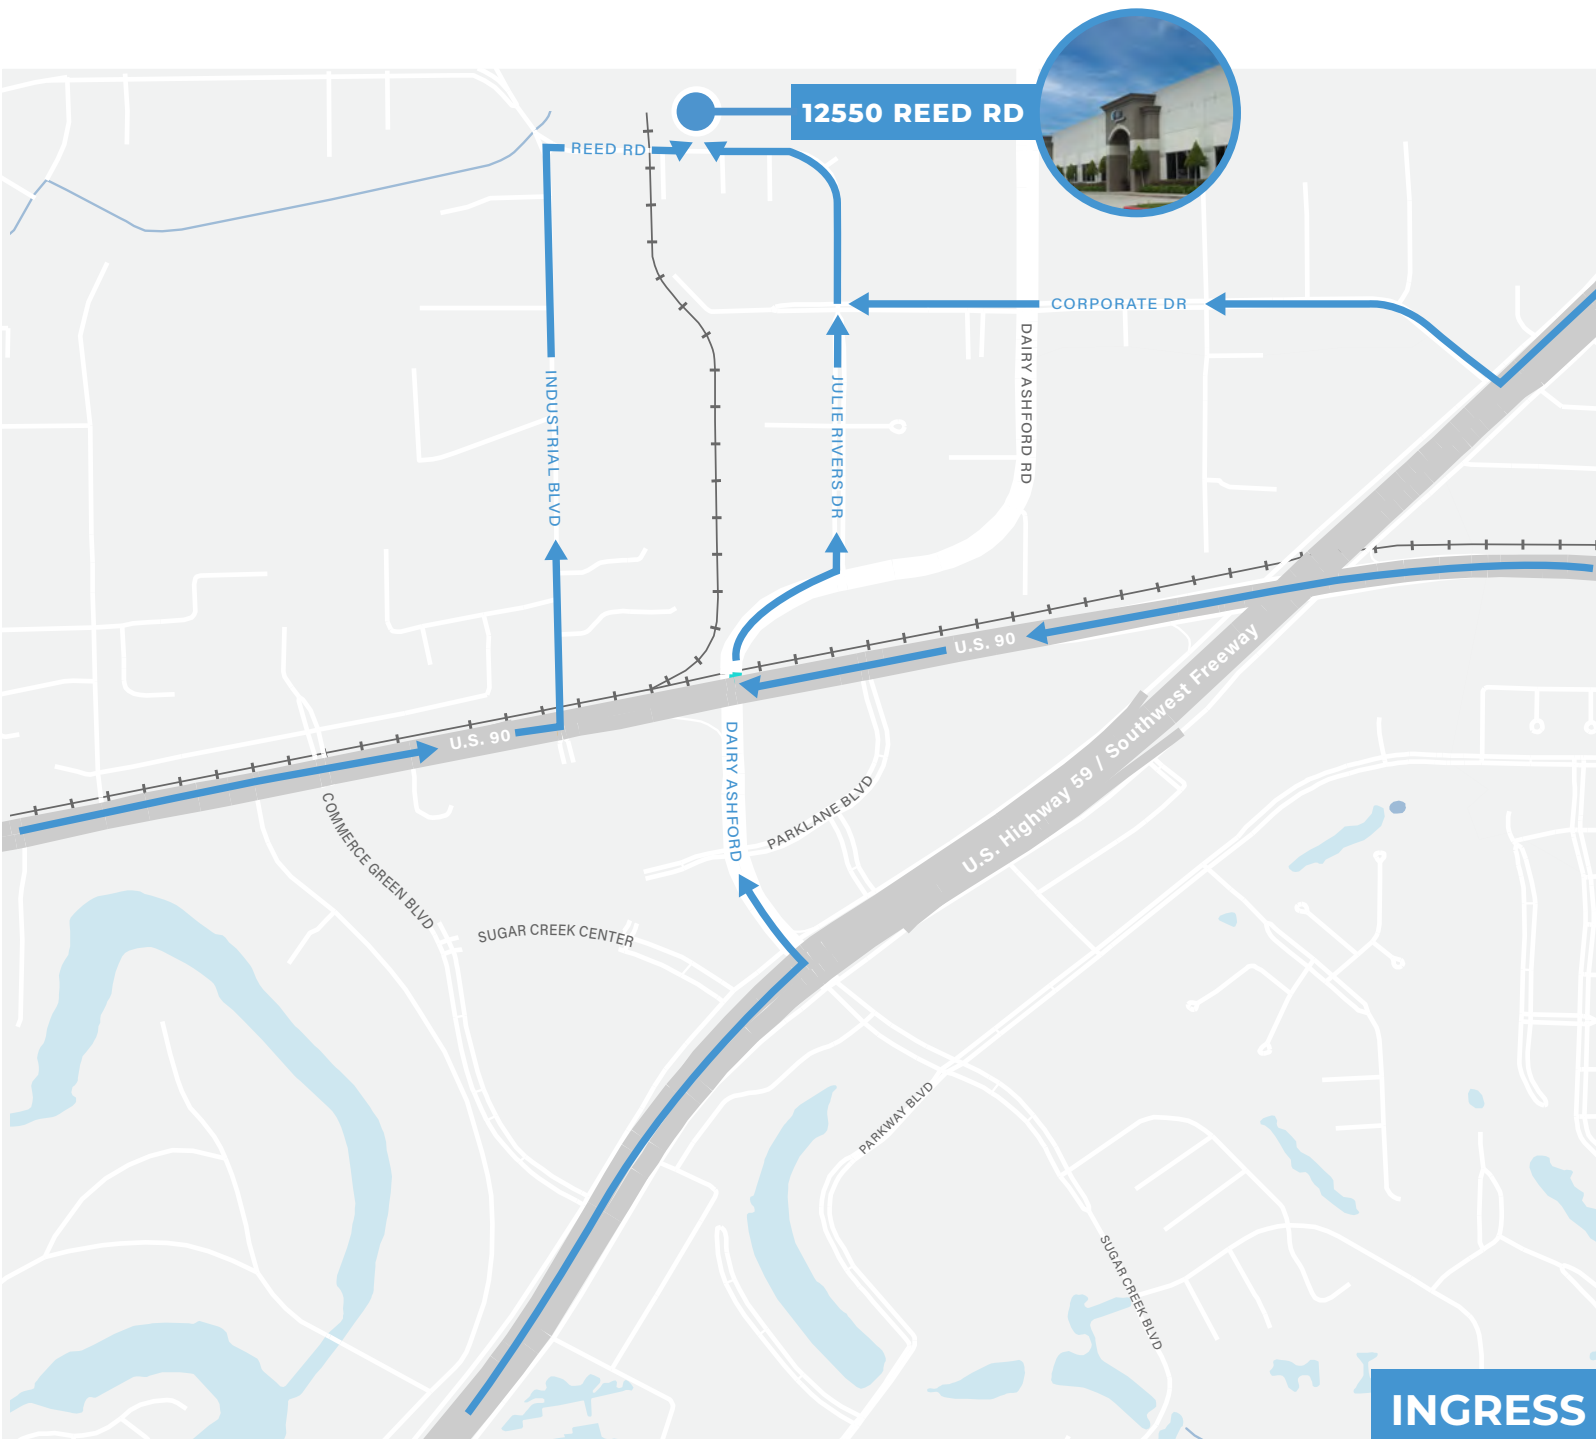 12550 REED RD
REED RD
CORPORATE DR
DAIRY ASHFORD RD
INDUSTRIAL BLVD
JULIE RIVERS DR
U.S. 90
U.S. 90
U.S. Highway 59 / Southwest Freeway
DAIRY ASHFORD
PARKLANE BLVD
COMMERCE GREEN BLVD
SUGAR CREEK CENTER
PARKWAY BLVD
SUGAR CREEK BLVD
INGRESS